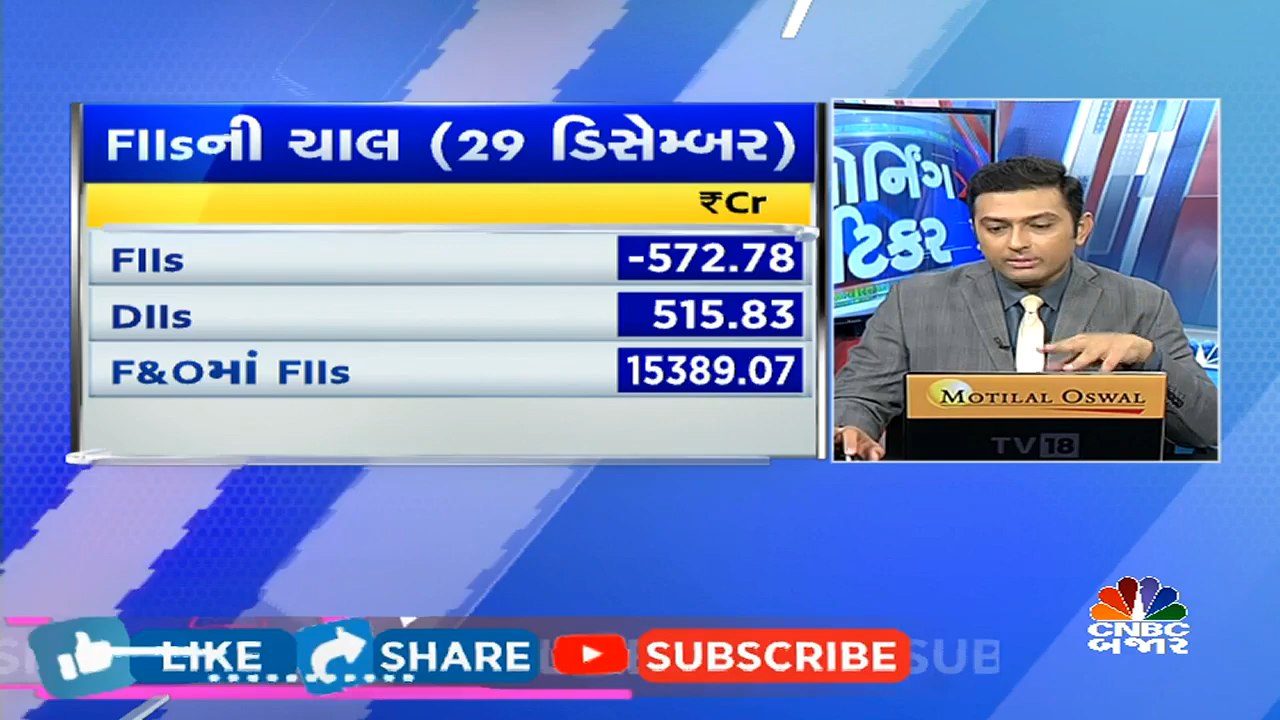 FIIsની ચાલ (29 ડિસેમ્બર)
₹Cr
FIIs -572.78
DIIs 515.83
F&Oમાં FIIs 15389.07
ટિકર
MOTILAL OSWAL
TV18
LIKE SHARE SUBSCRIBE SUB
CNBC
બજાર